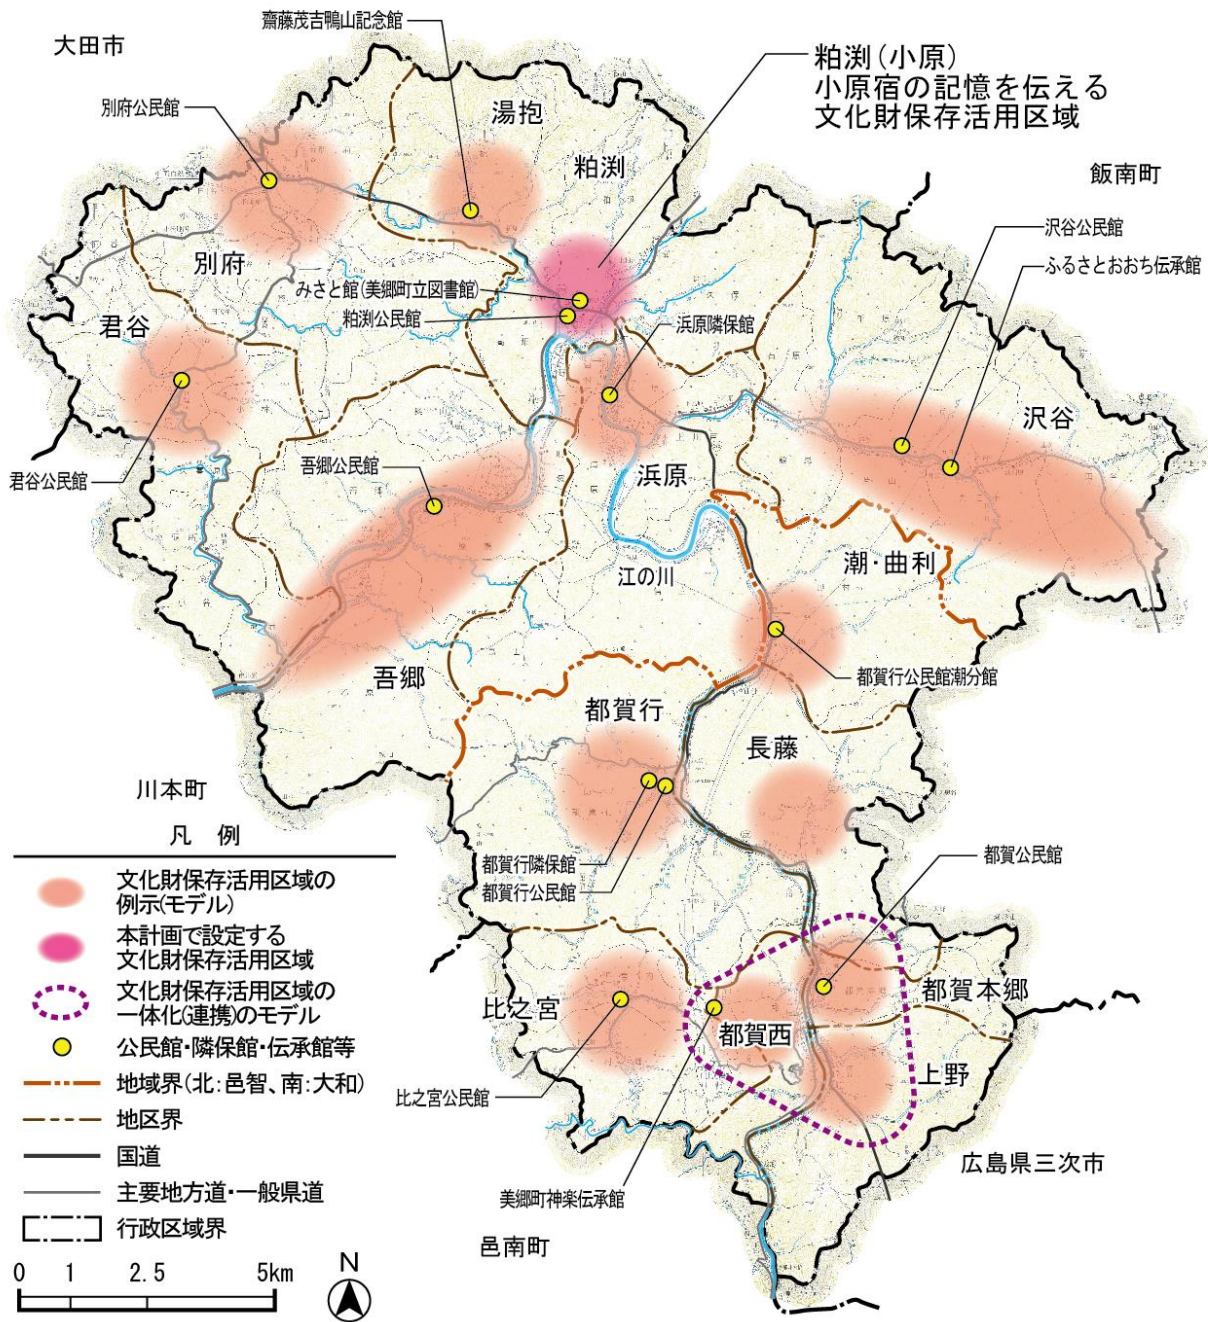 齋藤茂吉鴨山記念館
大田市
粕渕(小原)
小原宿の記憶を伝える
文化財保存活用区域
別府公民館
湯抱
粕渕
飯南町
沢谷公民館
ふるさとおおち伝承館
別府
みさと館(美郷町立図書館)
粕渕公民館
浜原隣保館
君谷
沢谷
君谷公民館
吾郷公民館
浜原
潮・曲利
江の川
吾郷
都賀行公民館潮分館
都賀行
長藤
川本町
都賀行隣保館
都賀行公民館
都賀公民館
比之宮
都賀西
都賀本郷
上野
比之宮公民館
広島県三次市
美郷町神楽伝承館
邑南町
凡 例
文化財保存活用区域の
例示(モデル)
本計画で設定する
文化財保存活用区域
文化財保存活用区域の
一体化(連携)のモデル
公民館・隣保館・伝承館等
地域界(北:邑智、南:大和)
地区界
国道
主要地方道・一般県道
行政区域界
0 1 2.5 5km
N